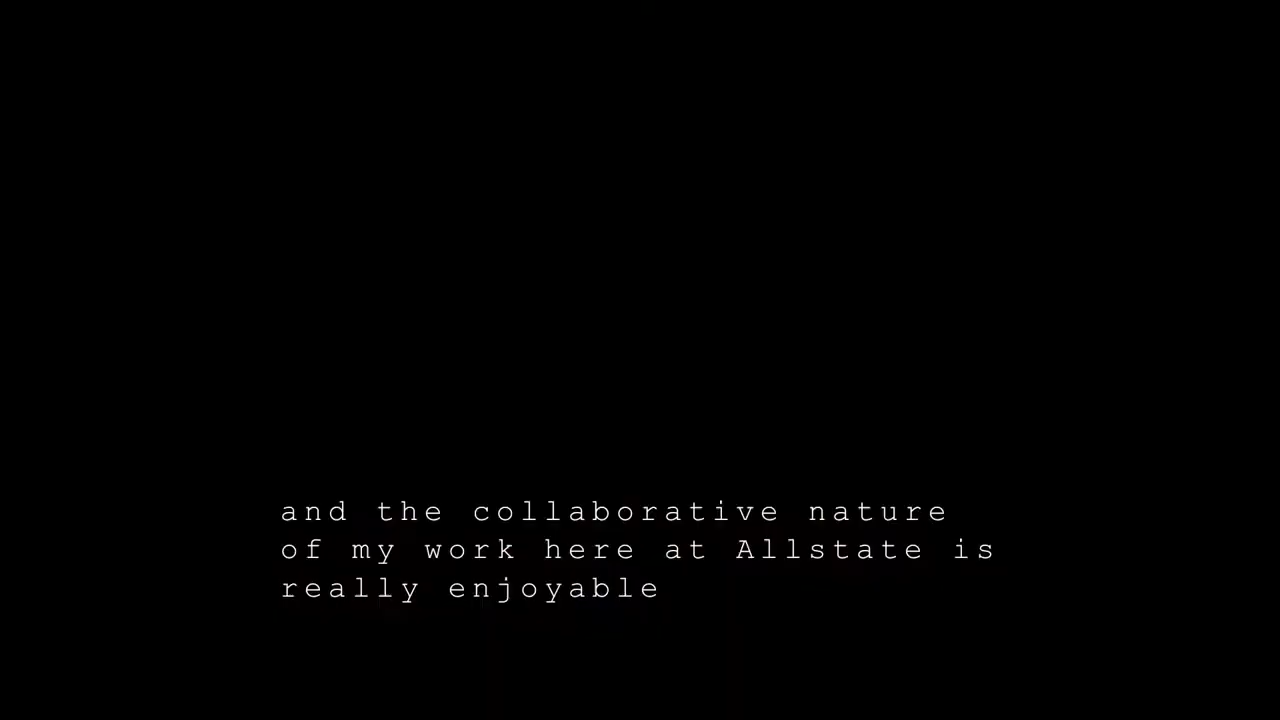 and the collaborative nature
of my work here at Allstate is
really enjoyable